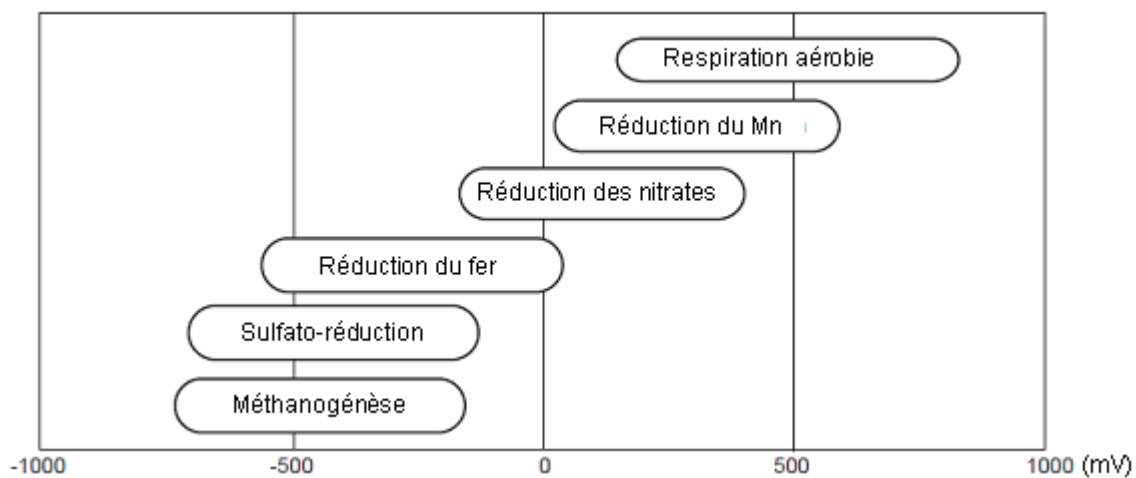 Respiration aérobie
Réduction du Mn
Réduction des nitrates
Réduction du fer
Sulfato-réduction
Méthanogénèse
-1000 -500 0 500 1000 (mV)